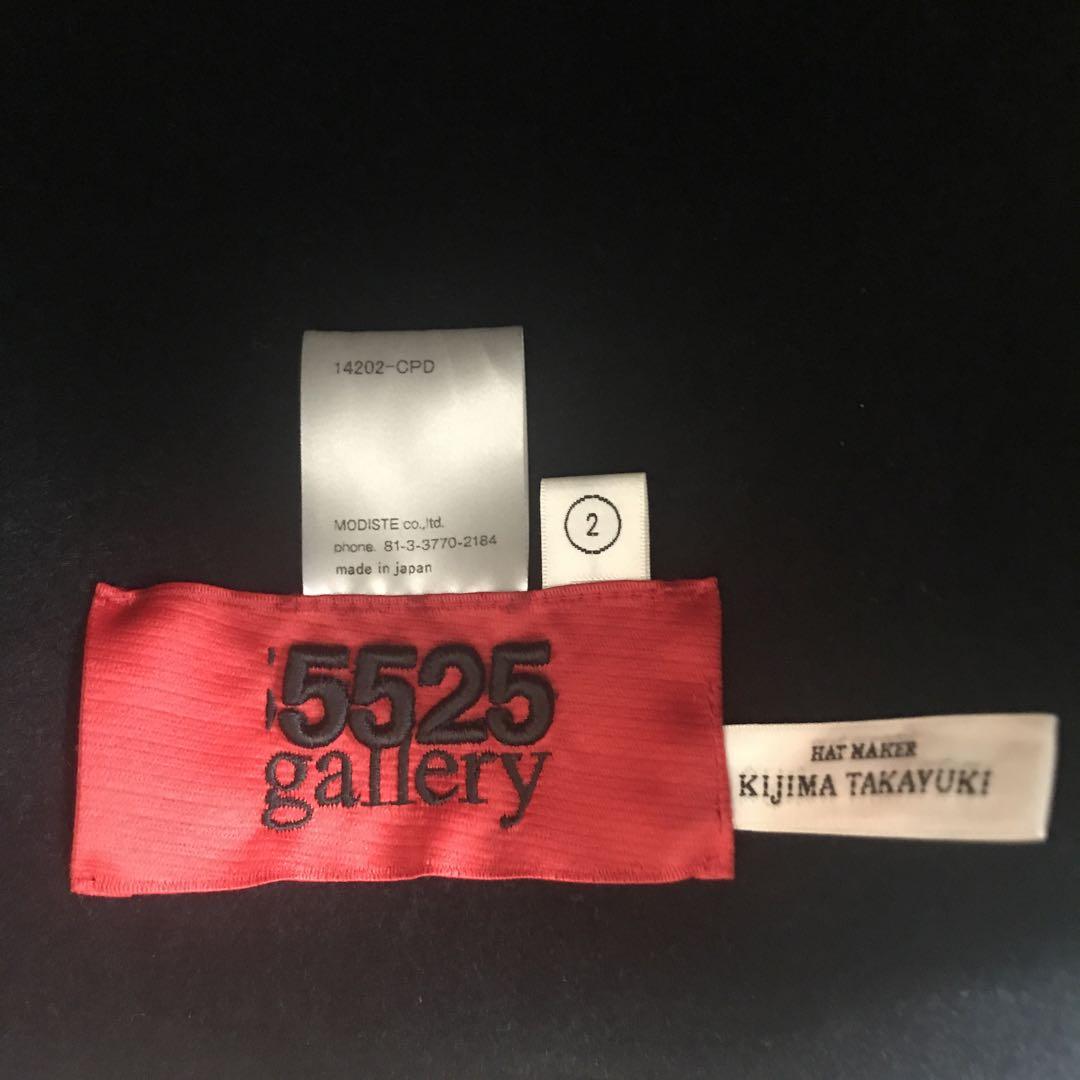 14202-CPD
MODISTE co.,ltd.
phone. 81-3-3770-2184
made in japan
2
5525
gallery
HAT MAKER
KIJIMA TAKAYUKI